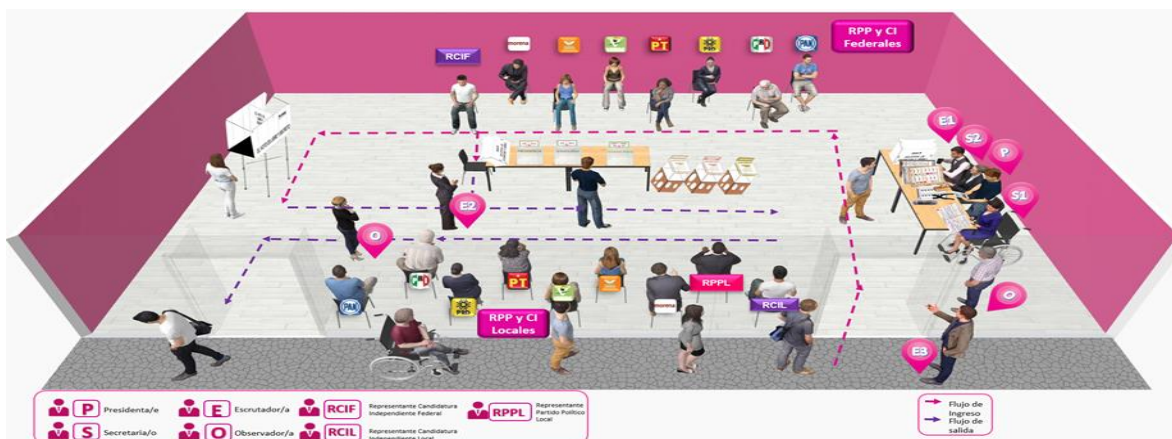 RPP y CI
Federales
RCIF
morena
PT
PRD
PRD
PAN
E1
S2
P
S1
E2
O
PRD
PT
RPPL
PAN
PRD
morena
RCIL
RPP y CI
Locales
O
E3
P Presidenta/e
E Escrutador/a
RCIF Representante Candidatura
Independiente Federal
RPPL Representante
Partido Político
Local
S Secretaria/o
O Observador/a
RCIL Representante Candidatura
Independiente Local
Flujo de
Ingreso
Flujo de
salida